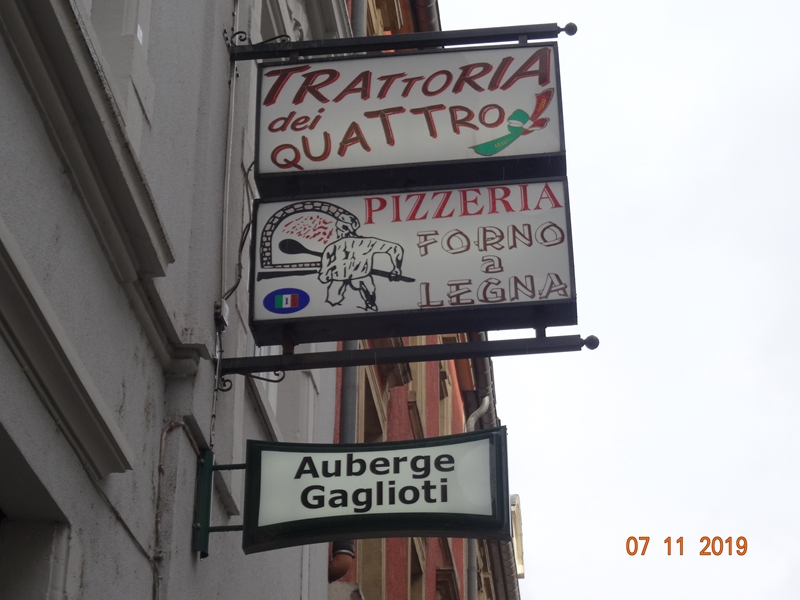 TRATTORIA
dei
QUATTRO
PIZZERIA
FORNO
a
LEGNA
Auberge
Gaglioti
07 11 2019